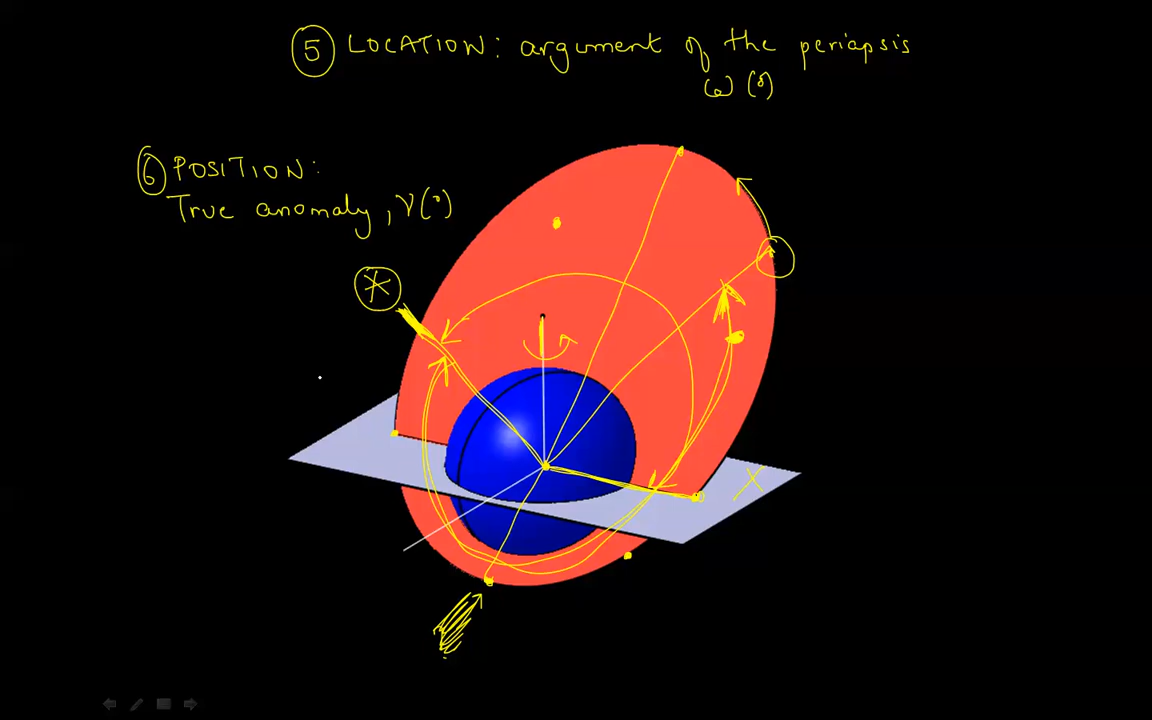 5 LOCATION: argument of the periapsis
ω (°)
6 POSITION:
True anomaly, ν(°)
X